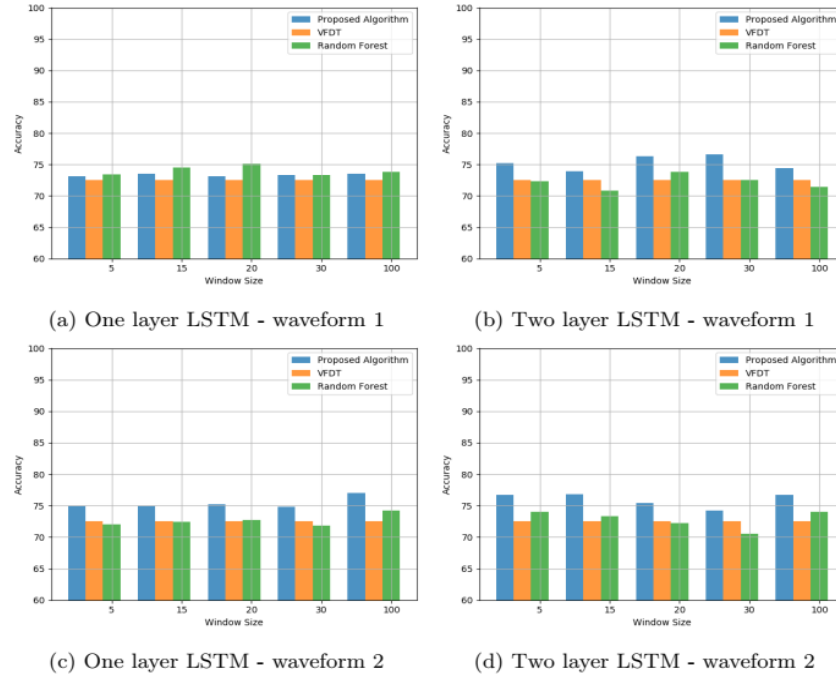 100
95
90
85
80
75
70
65
60
Accuracy
5 15 20 30 100
Window Size
Proposed Algorithm
VFDT
Random Forest
(a) One layer LSTM - waveform 1
100
95
90
85
80
75
70
65
60
Accuracy
5 15 20 30 100
Window Size
Proposed Algorithm
VFDT
Random Forest
(b) Two layer LSTM - waveform 1
100
95
90
85
80
75
70
65
60
Accuracy
5 15 20 30 100
Window Size
Proposed Algorithm
VFDT
Random Forest
(c) One layer LSTM - waveform 2
100
95
90
85
80
75
70
65
60
Accuracy
5 15 20 30 100
Window Size
Proposed Algorithm
VFDT
Random Forest
(d) Two layer LSTM - waveform 2